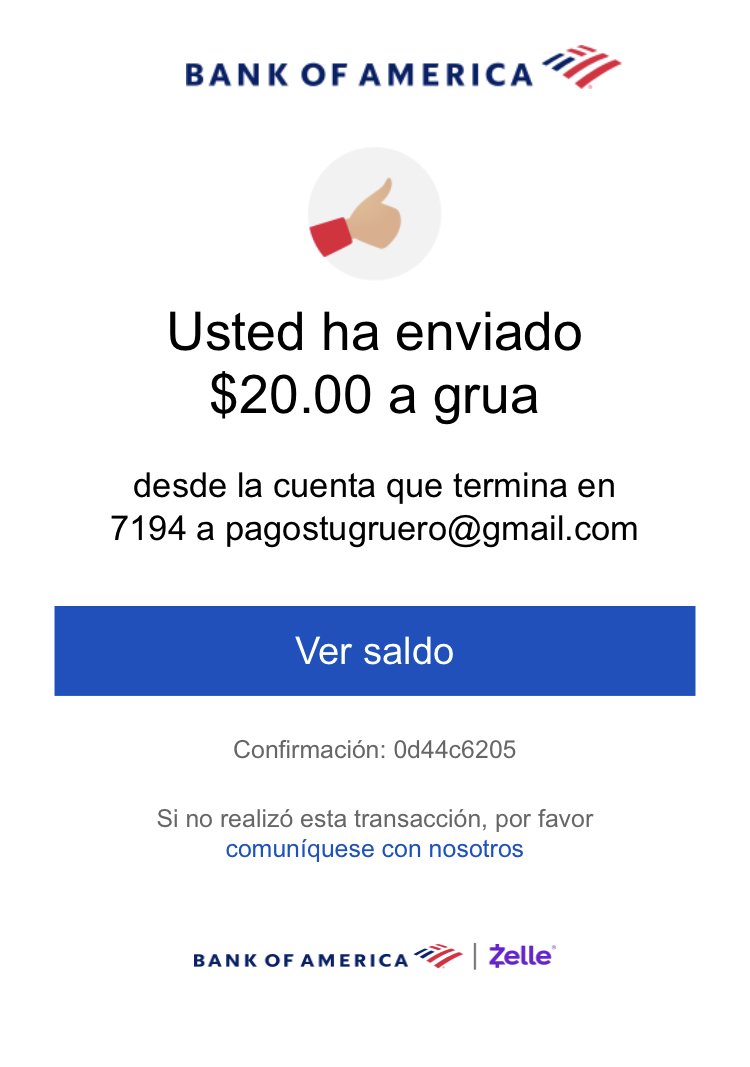 BANK OF AMERICA
Usted ha enviado
$20.00 a grua
desde la cuenta que termina en
7194 a pagostugruero@gmail.com
Ver saldo
Confirmación: 0d44c6205
Si no realizó esta transacción, por favor
comuníquese con nosotros
BANK OF AMERICA | Zelle®